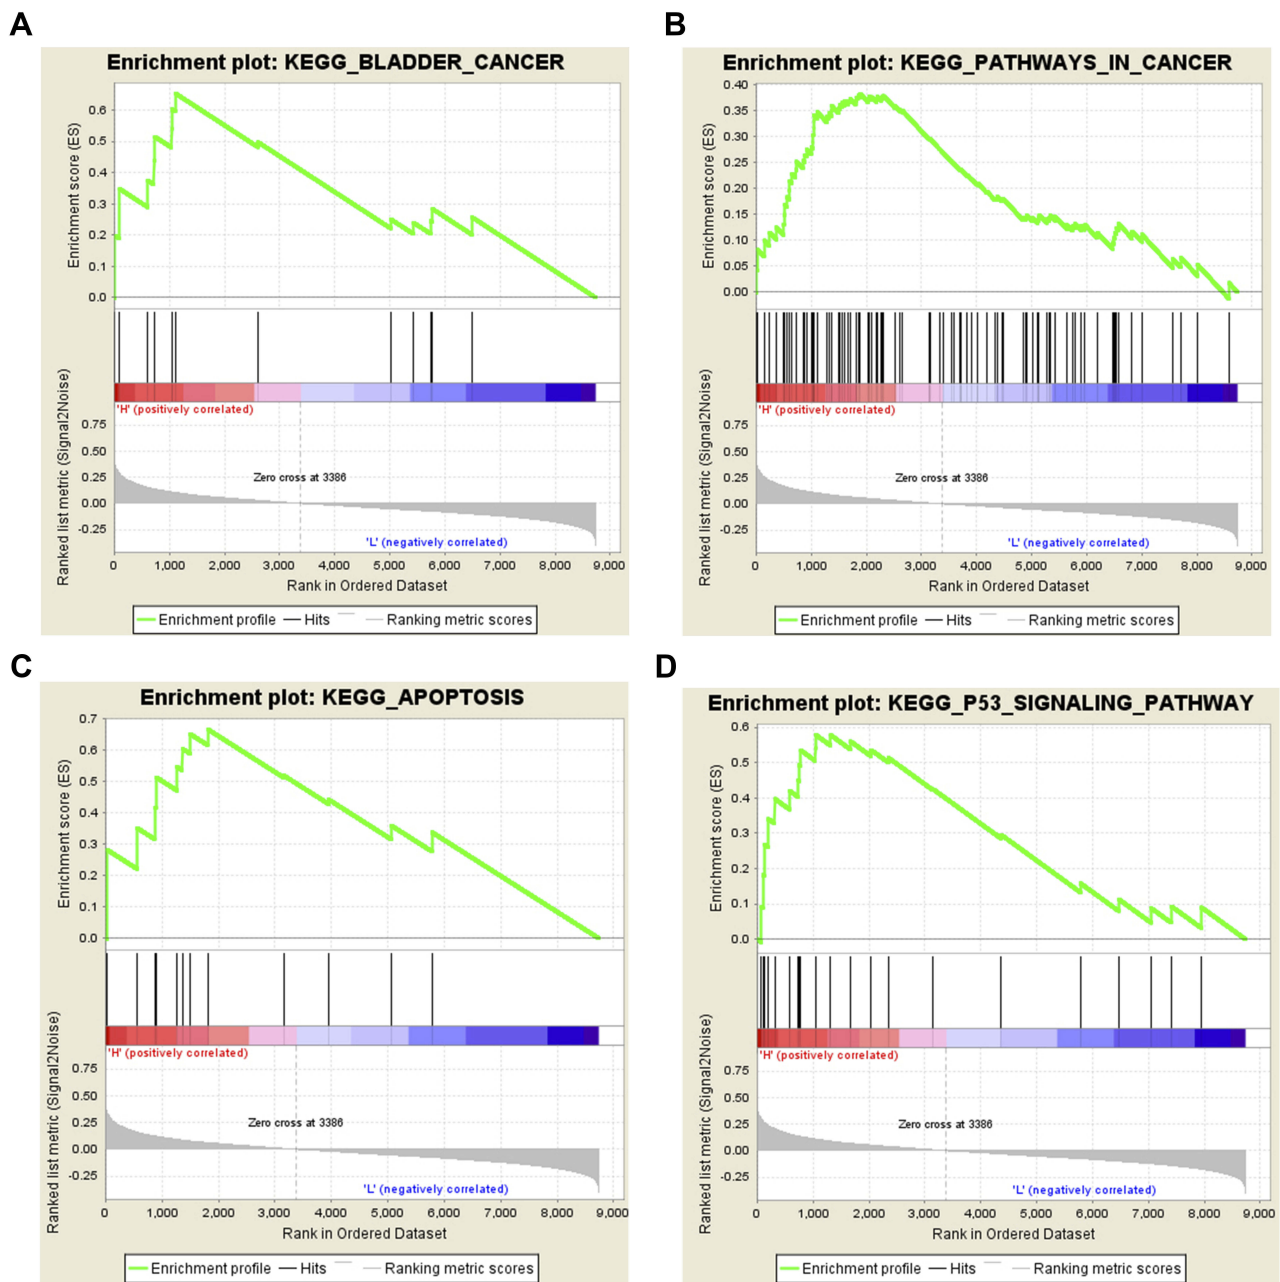 A
Enrichment plot: KEGG_BLADDER_CANCER
Enrichment score (ES)
0.6
0.5
0.4
0.3
0.2
0.1
0.0
'H' (positively correlated)
Ranked list metric (Signal2Noise)
0.75
0.50
0.25
0.00
-0.25
Zero cross at 3386
'L' (negatively correlated)
0 1,000 2,000 3,000 4,000 5,000 6,000 7,000 8,000 9,000
Rank in Ordered Dataset
Enrichment profile Hits Ranking metric scores
B
Enrichment plot: KEGG_PATHWAYS_IN_CANCER
Enrichment score (ES)
0.40
0.35
0.30
0.25
0.20
0.15
0.10
0.05
0.00
'H' (positively correlated)
Ranked list metric (Signal2Noise)
0.75
0.50
0.25
0.00
-0.25
Zero cross at 3386
'L' (negatively correlated)
0 1,000 2,000 3,000 4,000 5,000 6,000 7,000 8,000 9,000
Rank in Ordered Dataset
Enrichment profile Hits Ranking metric scores
C
Enrichment plot: KEGG_APOPTOSIS
Enrichment score (ES)
0.7
0.6
0.5
0.4
0.3
0.2
0.1
0.0
'H' (positively correlated)
Ranked list metric (Signal2Noise)
0.75
0.50
0.25
0.00
-0.25
Zero cross at 3386
'L' (negatively correlated)
0 1,000 2,000 3,000 4,000 5,000 6,000 7,000 8,000 9,000
Rank in Ordered Dataset
Enrichment profile Hits Ranking metric scores
D
Enrichment plot: KEGG_P53_SIGNALING_PATHWAY
Enrichment score (ES)
0.6
0.5
0.4
0.3
0.2
0.1
0.0
'H' (positively correlated)
Ranked list metric (Signal2Noise)
0.75
0.50
0.25
0.00
-0.25
Zero cross at 3386
'L' (negatively correlated)
0 1,000 2,000 3,000 4,000 5,000 6,000 7,000 8,000 9,000
Rank in Ordered Dataset
Enrichment profile Hits Ranking metric scores